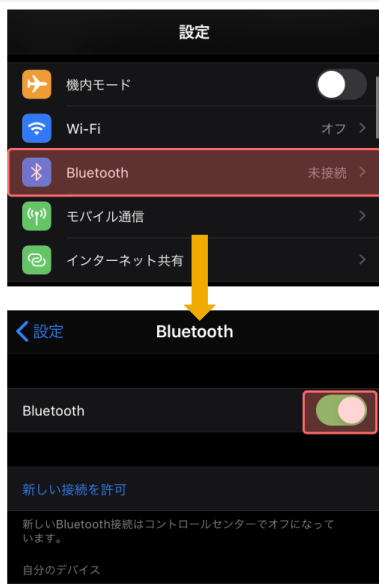 設定
機内モード
Wi-Fi オフ
Bluetooth 未接続
モバイル通信
インターネット共有
設定 Bluetooth
Bluetooth
新しい接続を許可
新しいBluetooth接続はコントロールセンターでオフになって
います。
自分のデバイス